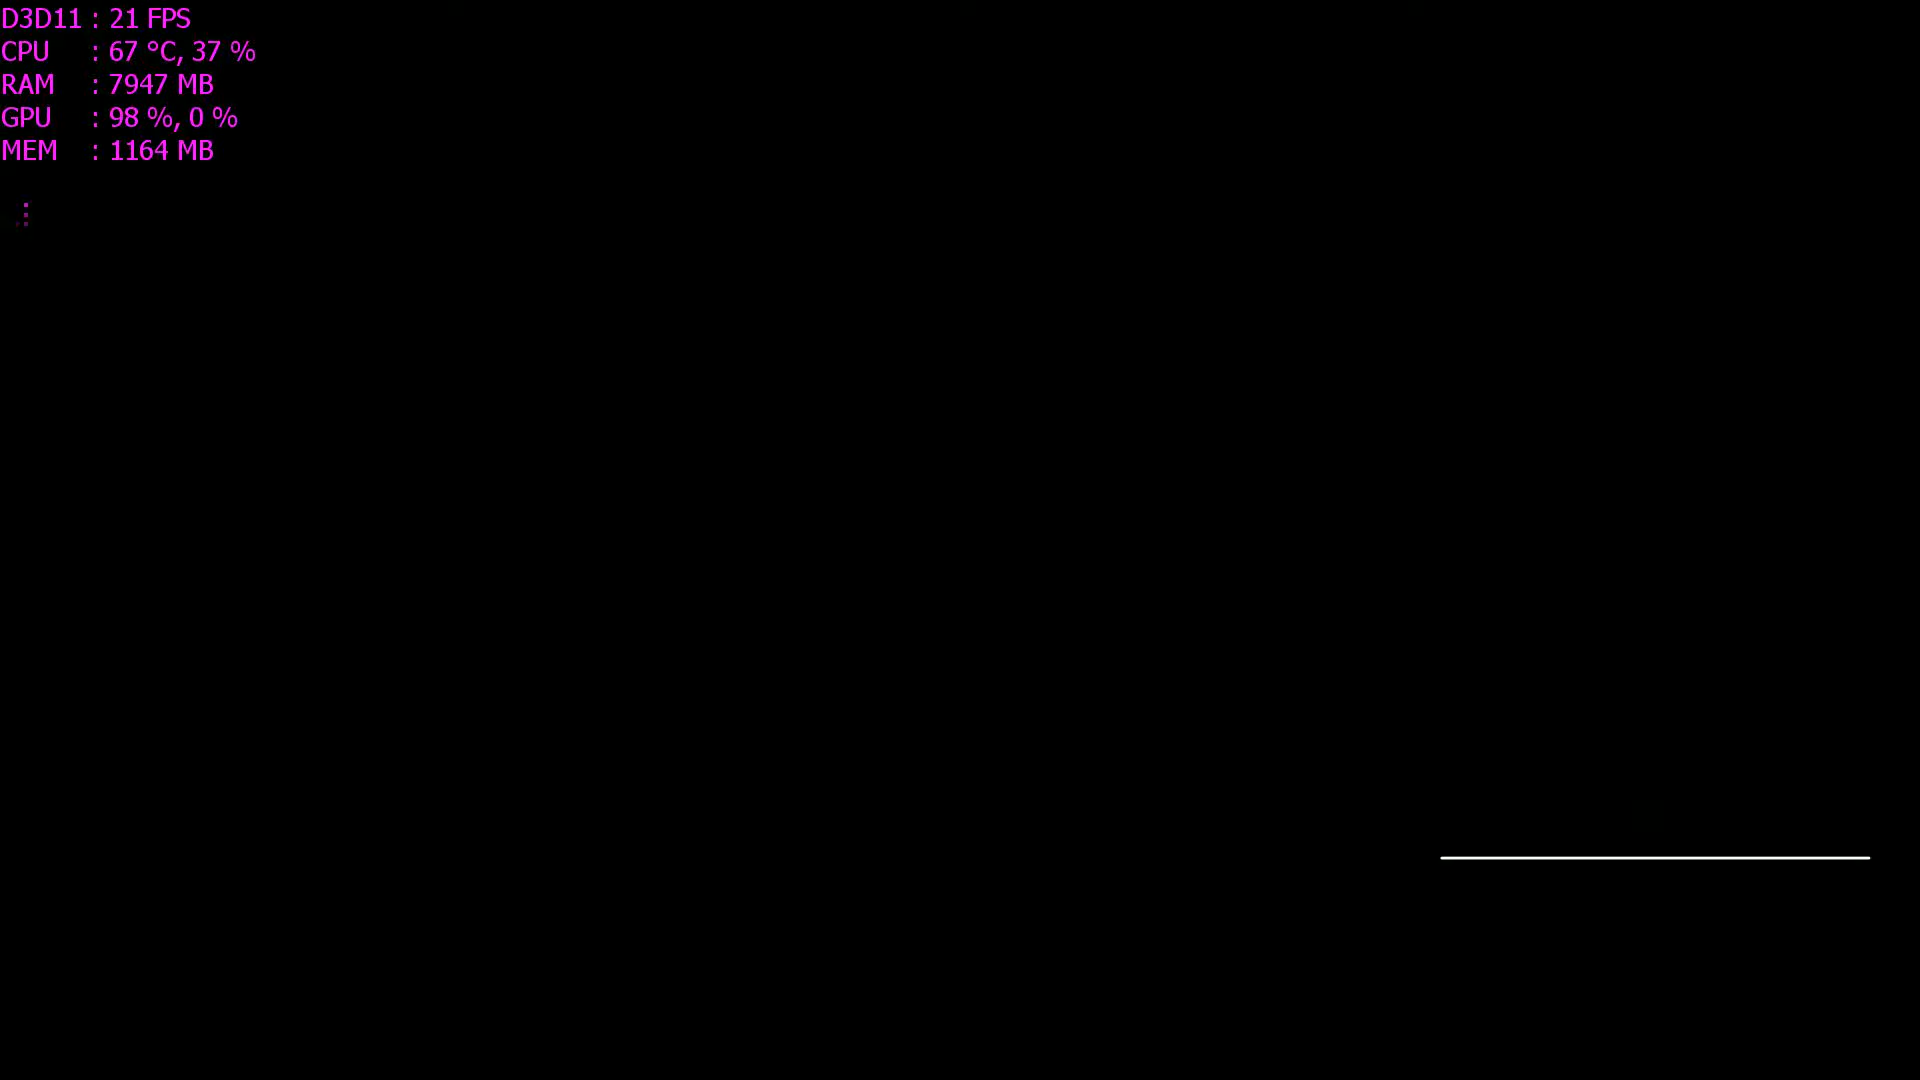 D3D11 : 21 FPS
CPU : 67 °C, 37 %
RAM : 7947 MB
GPU : 98 %, 0 %
MEM : 1164 MB